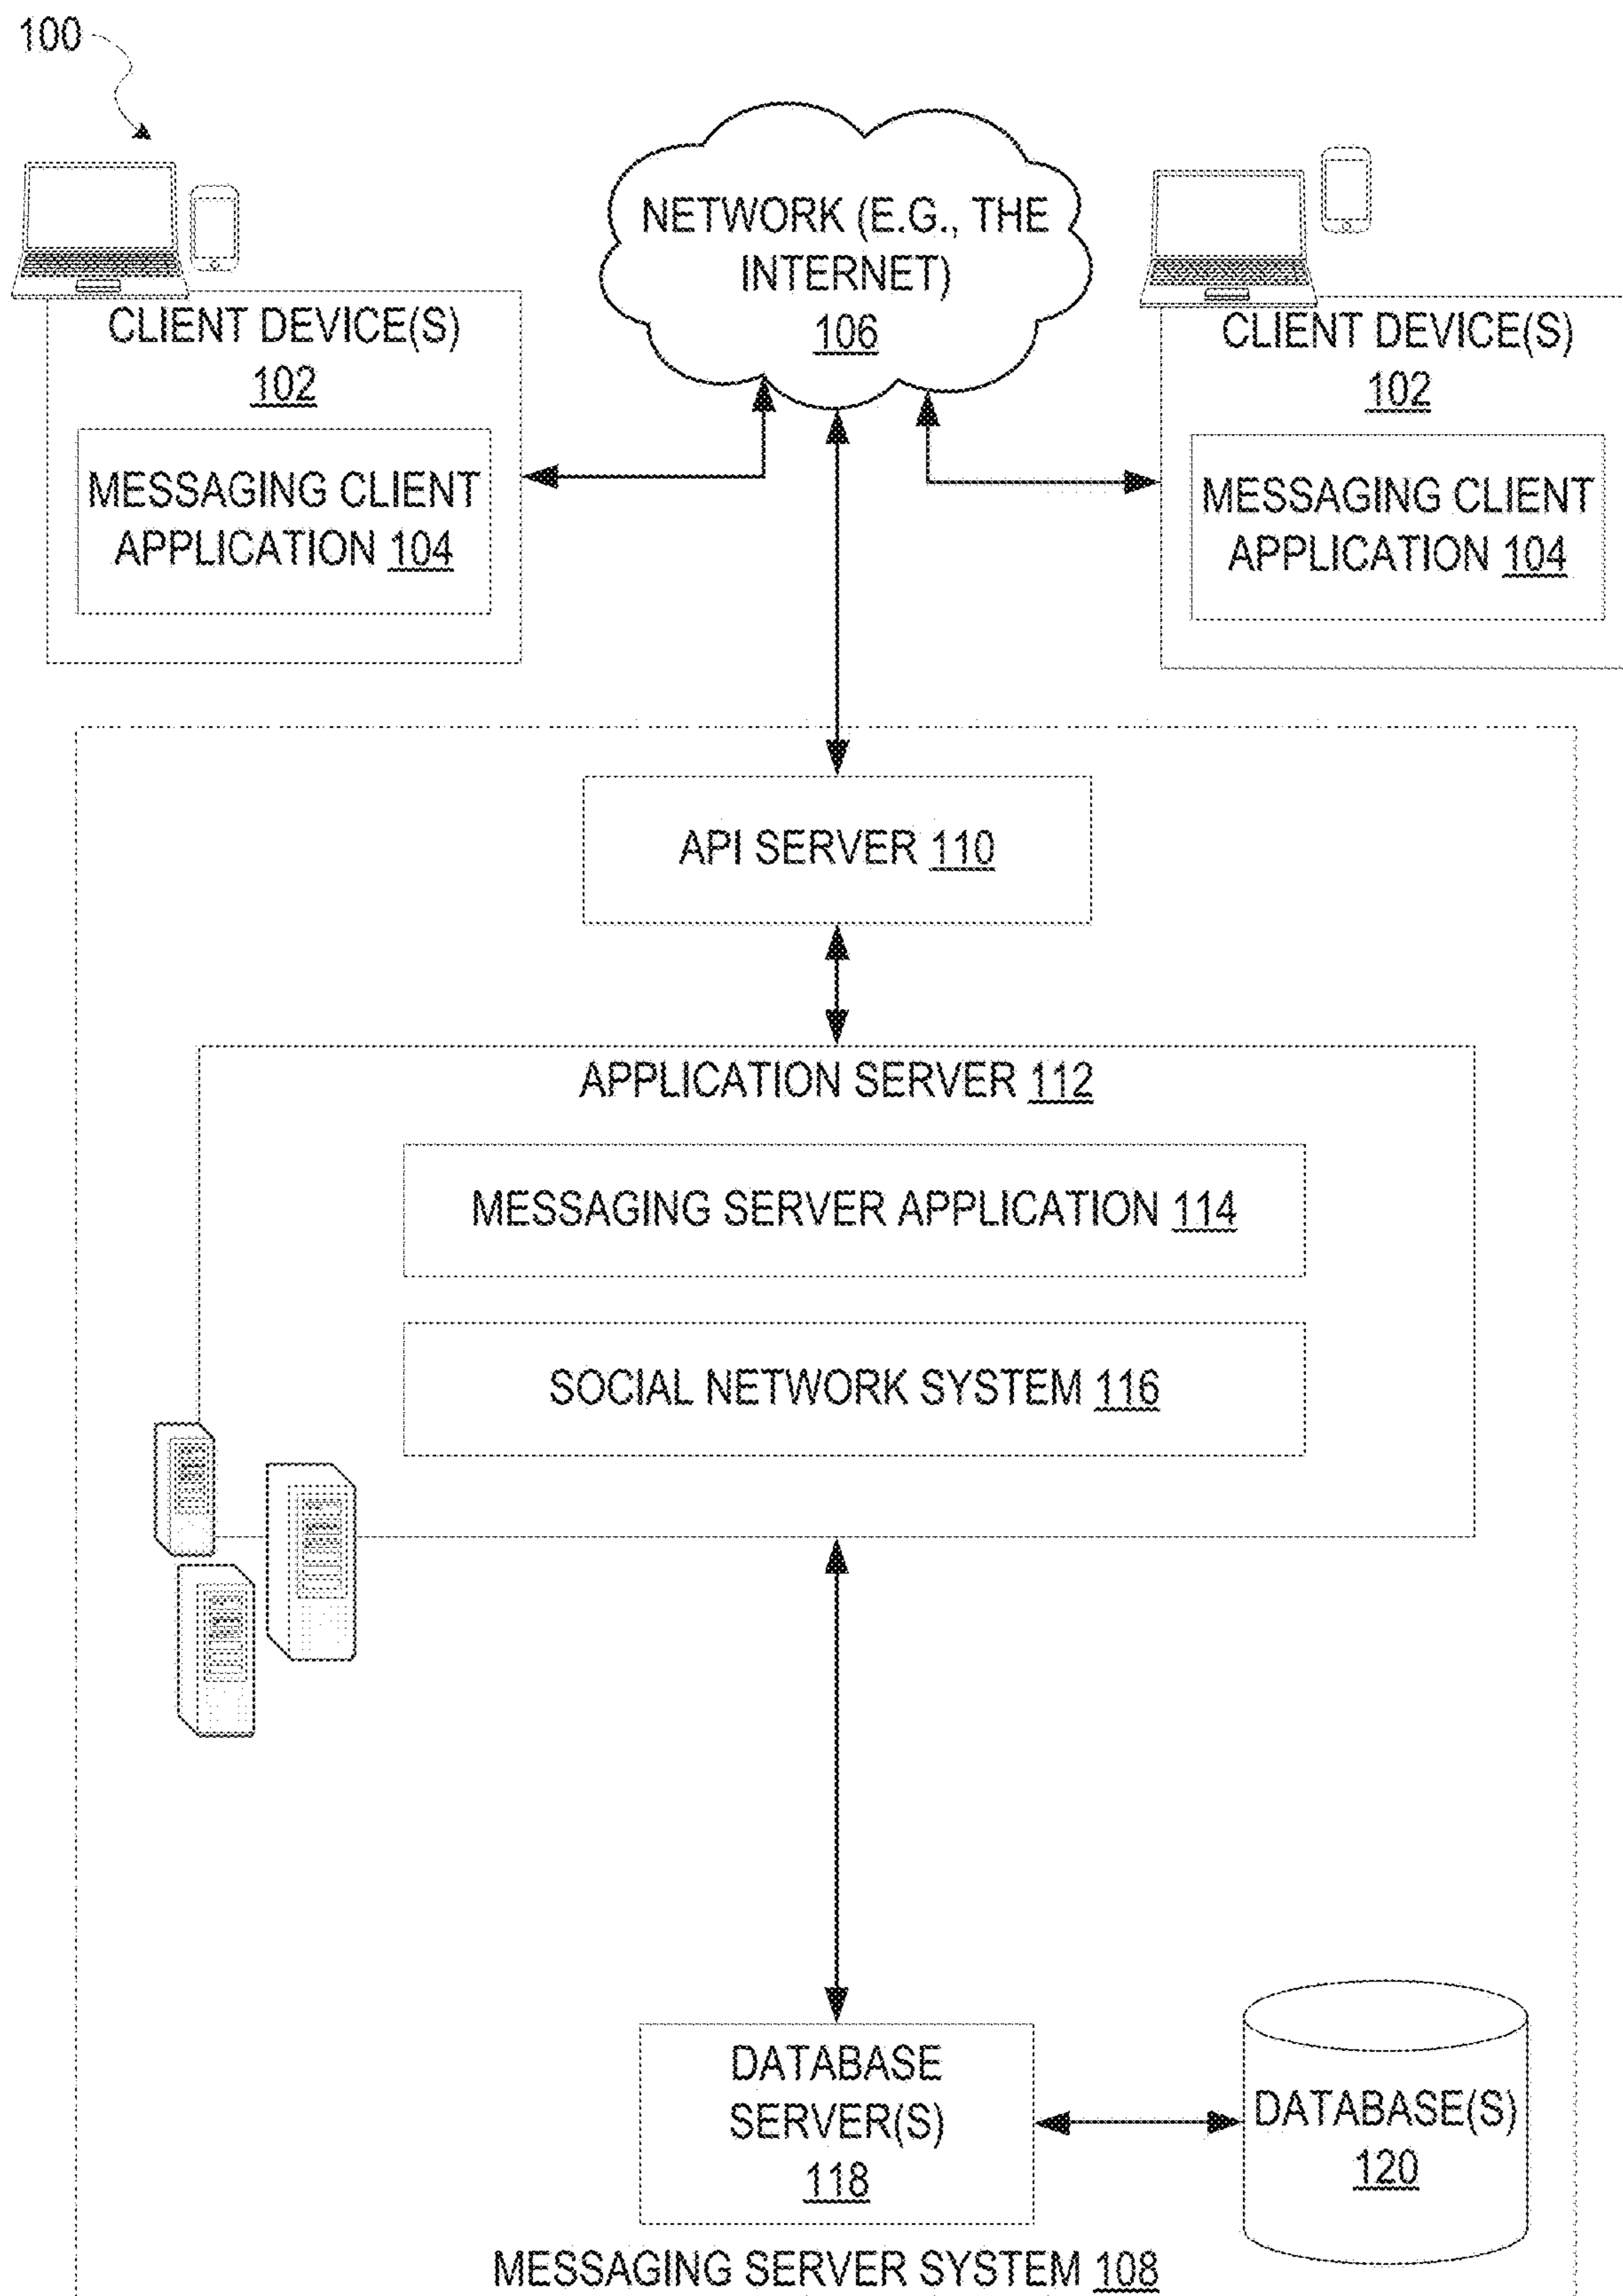 100
NETWORK (E.G., THE
INTERNET)
106
CLIENT DEVICE(S)
102
MESSAGING CLIENT
APPLICATION 104
CLIENT DEVICE(S)
102
MESSAGING CLIENT
APPLICATION 104
API SERVER 110
APPLICATION SERVER 112
MESSAGING SERVER APPLICATION 114
SOCIAL NETWORK SYSTEM 116
DATABASE
SERVER(S)
118
DATABASE(S)
120
MESSAGING SERVER SYSTEM 108